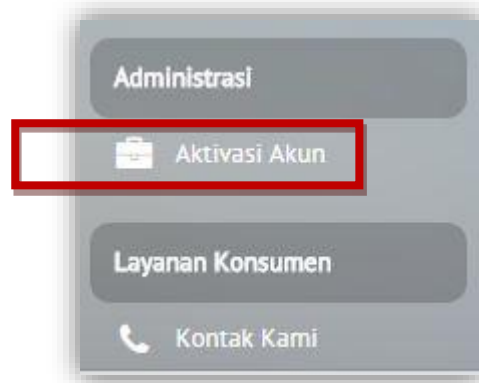 Administrasi
Aktivasi Akun
Layanan Konsumen
Kontak Kami